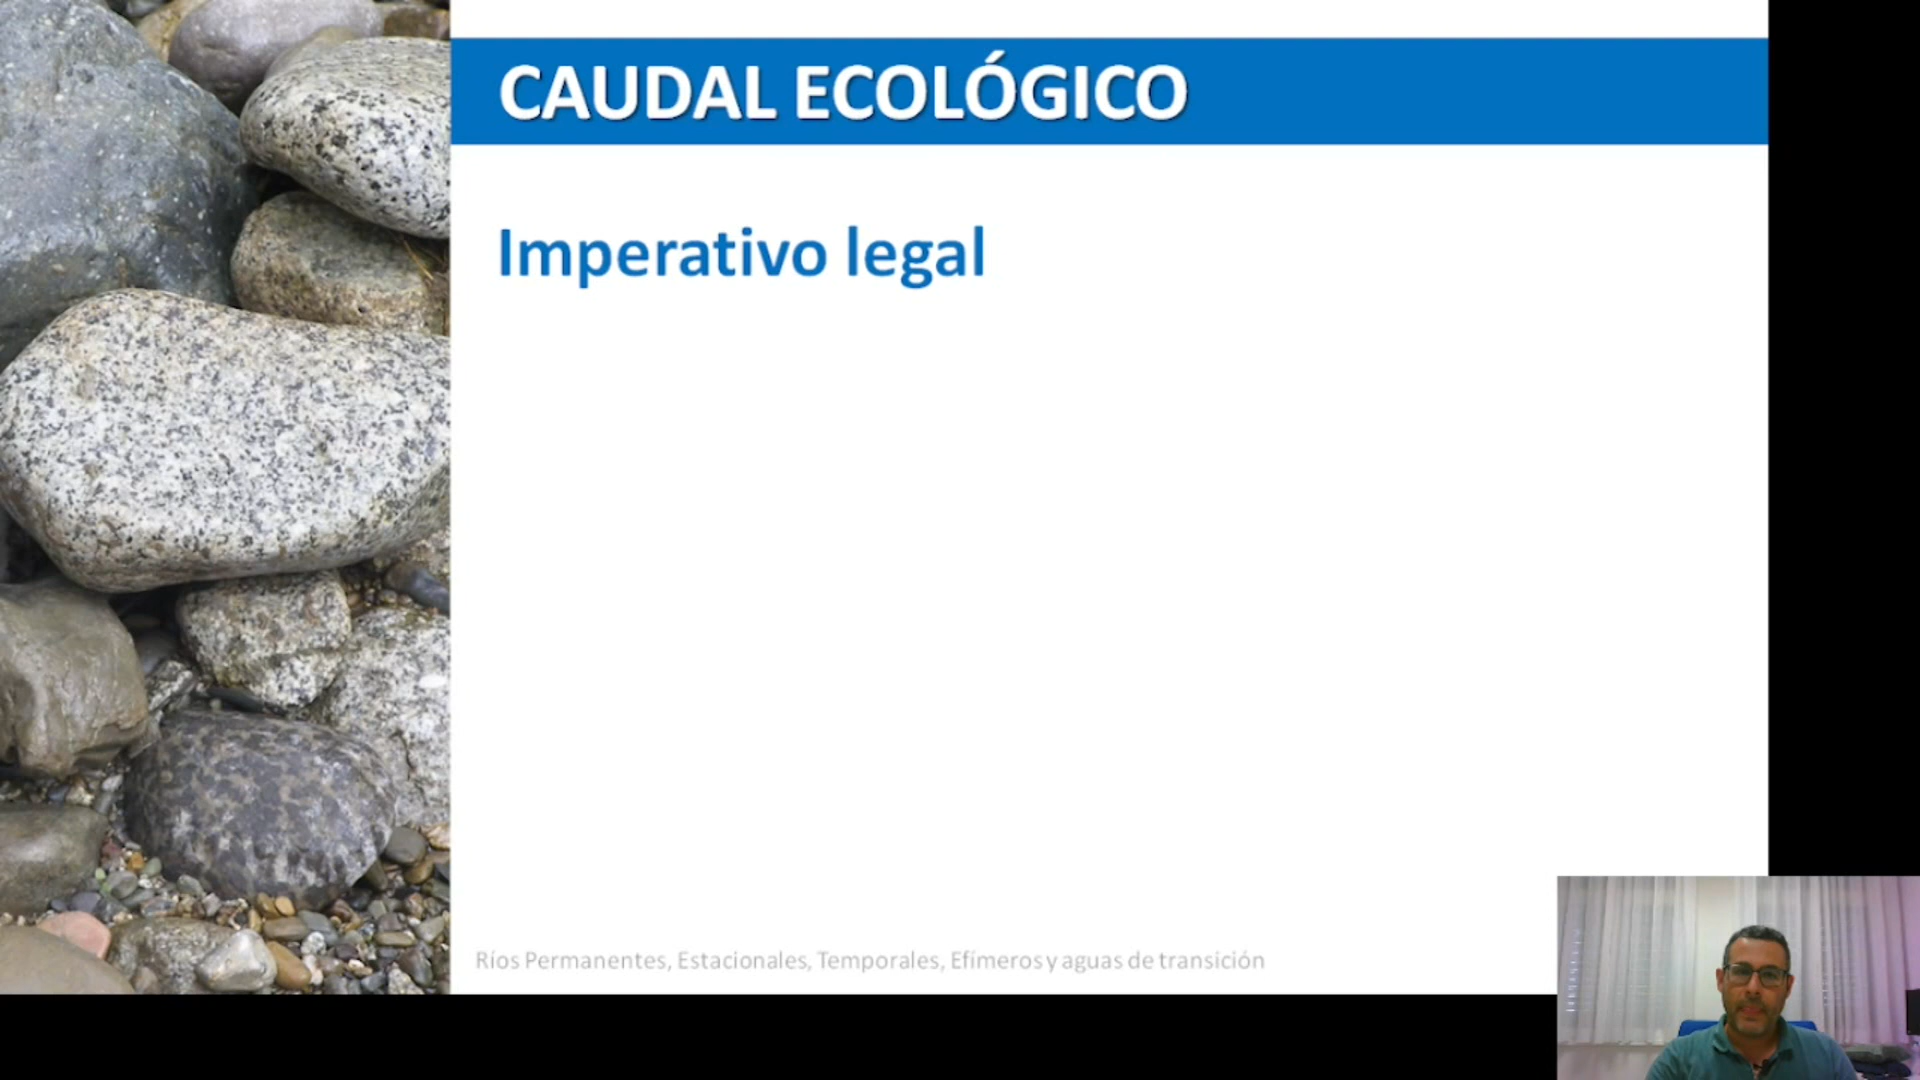 CAUDAL ECOLÓGICO
Imperativo legal
Ríos Permanentes, Estacionales, Temporales, Efímeros y aguas de transición